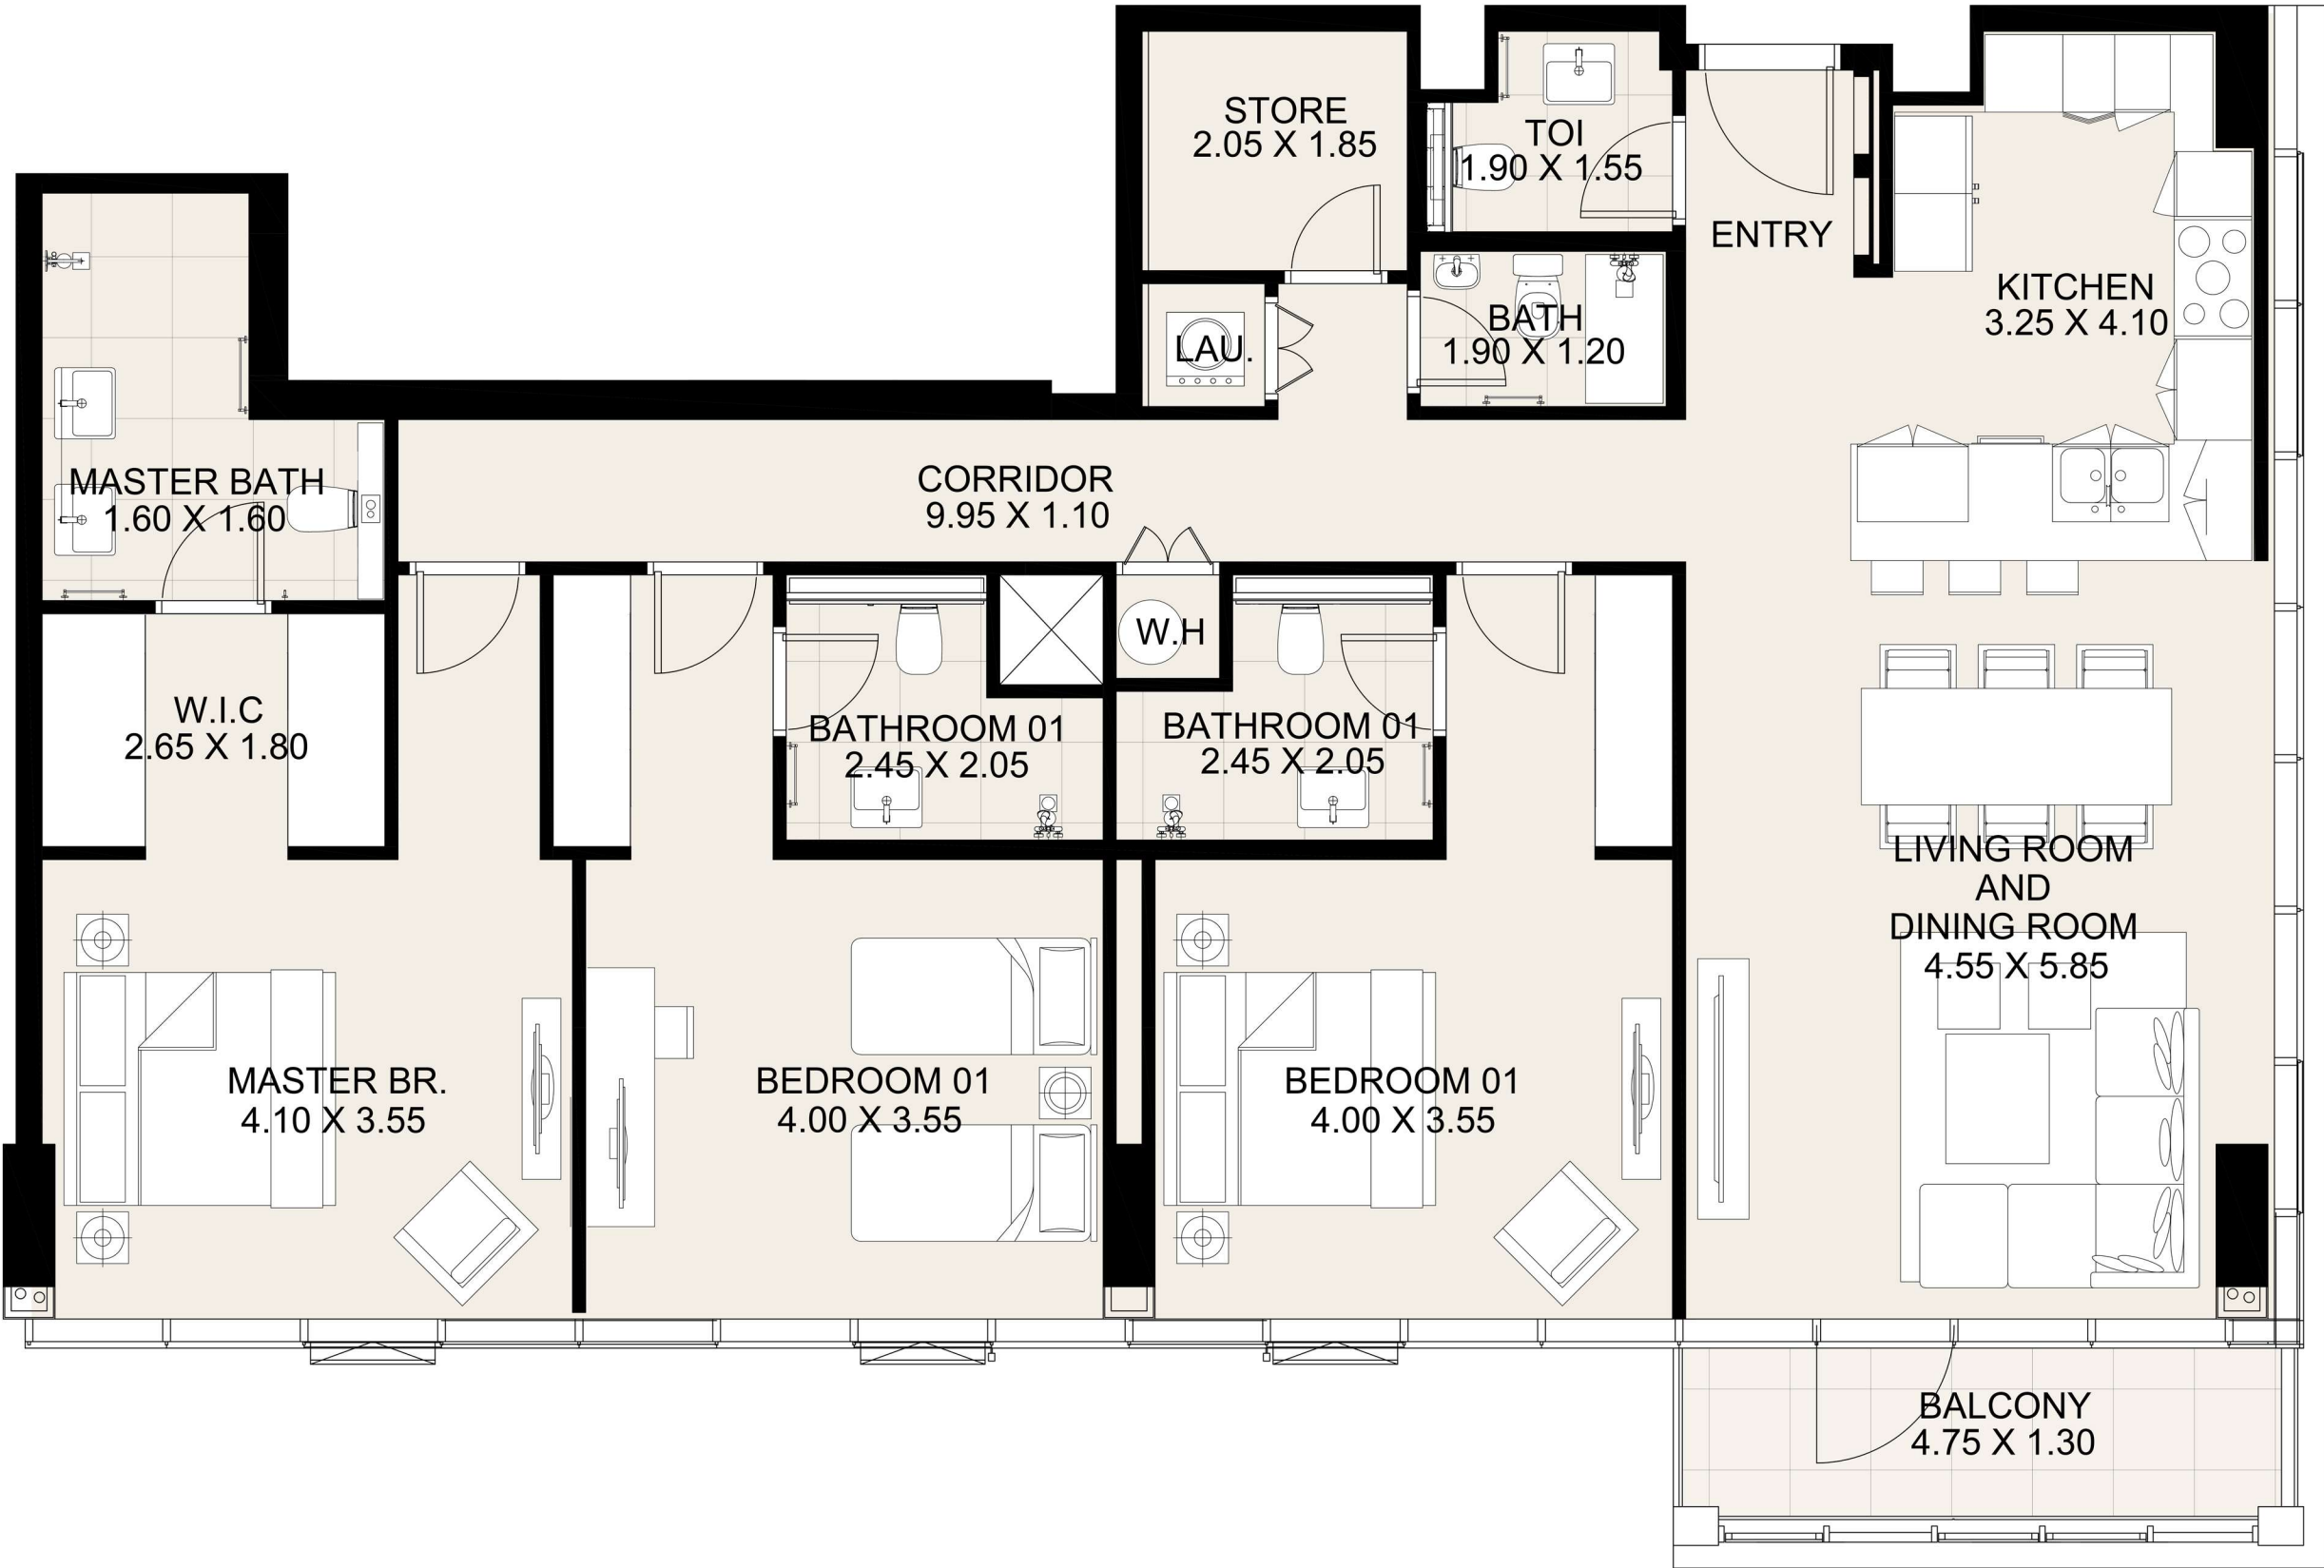 STORE
2.05 X 1.85
TOI
1.90 X 1.55
ENTRY
KITCHEN
3.25 X 4.10
LAU.
BATH
1.90 X 1.20
MASTER BATH
1.60 X 1.60
CORRIDOR
9.95 X 1.10
W.I.C
2.65 X 1.80
BATHROOM 01
2.45 X 2.05
W.H
BATHROOM 01
2.45 X 2.05
LIVING ROOM
AND
DINING ROOM
4.55 X 5.85
MASTER BR.
4.10 X 3.55
BEDROOM 01
4.00 X 3.55
BEDROOM 01
4.00 X 3.55
BALCONY
4.75 X 1.30